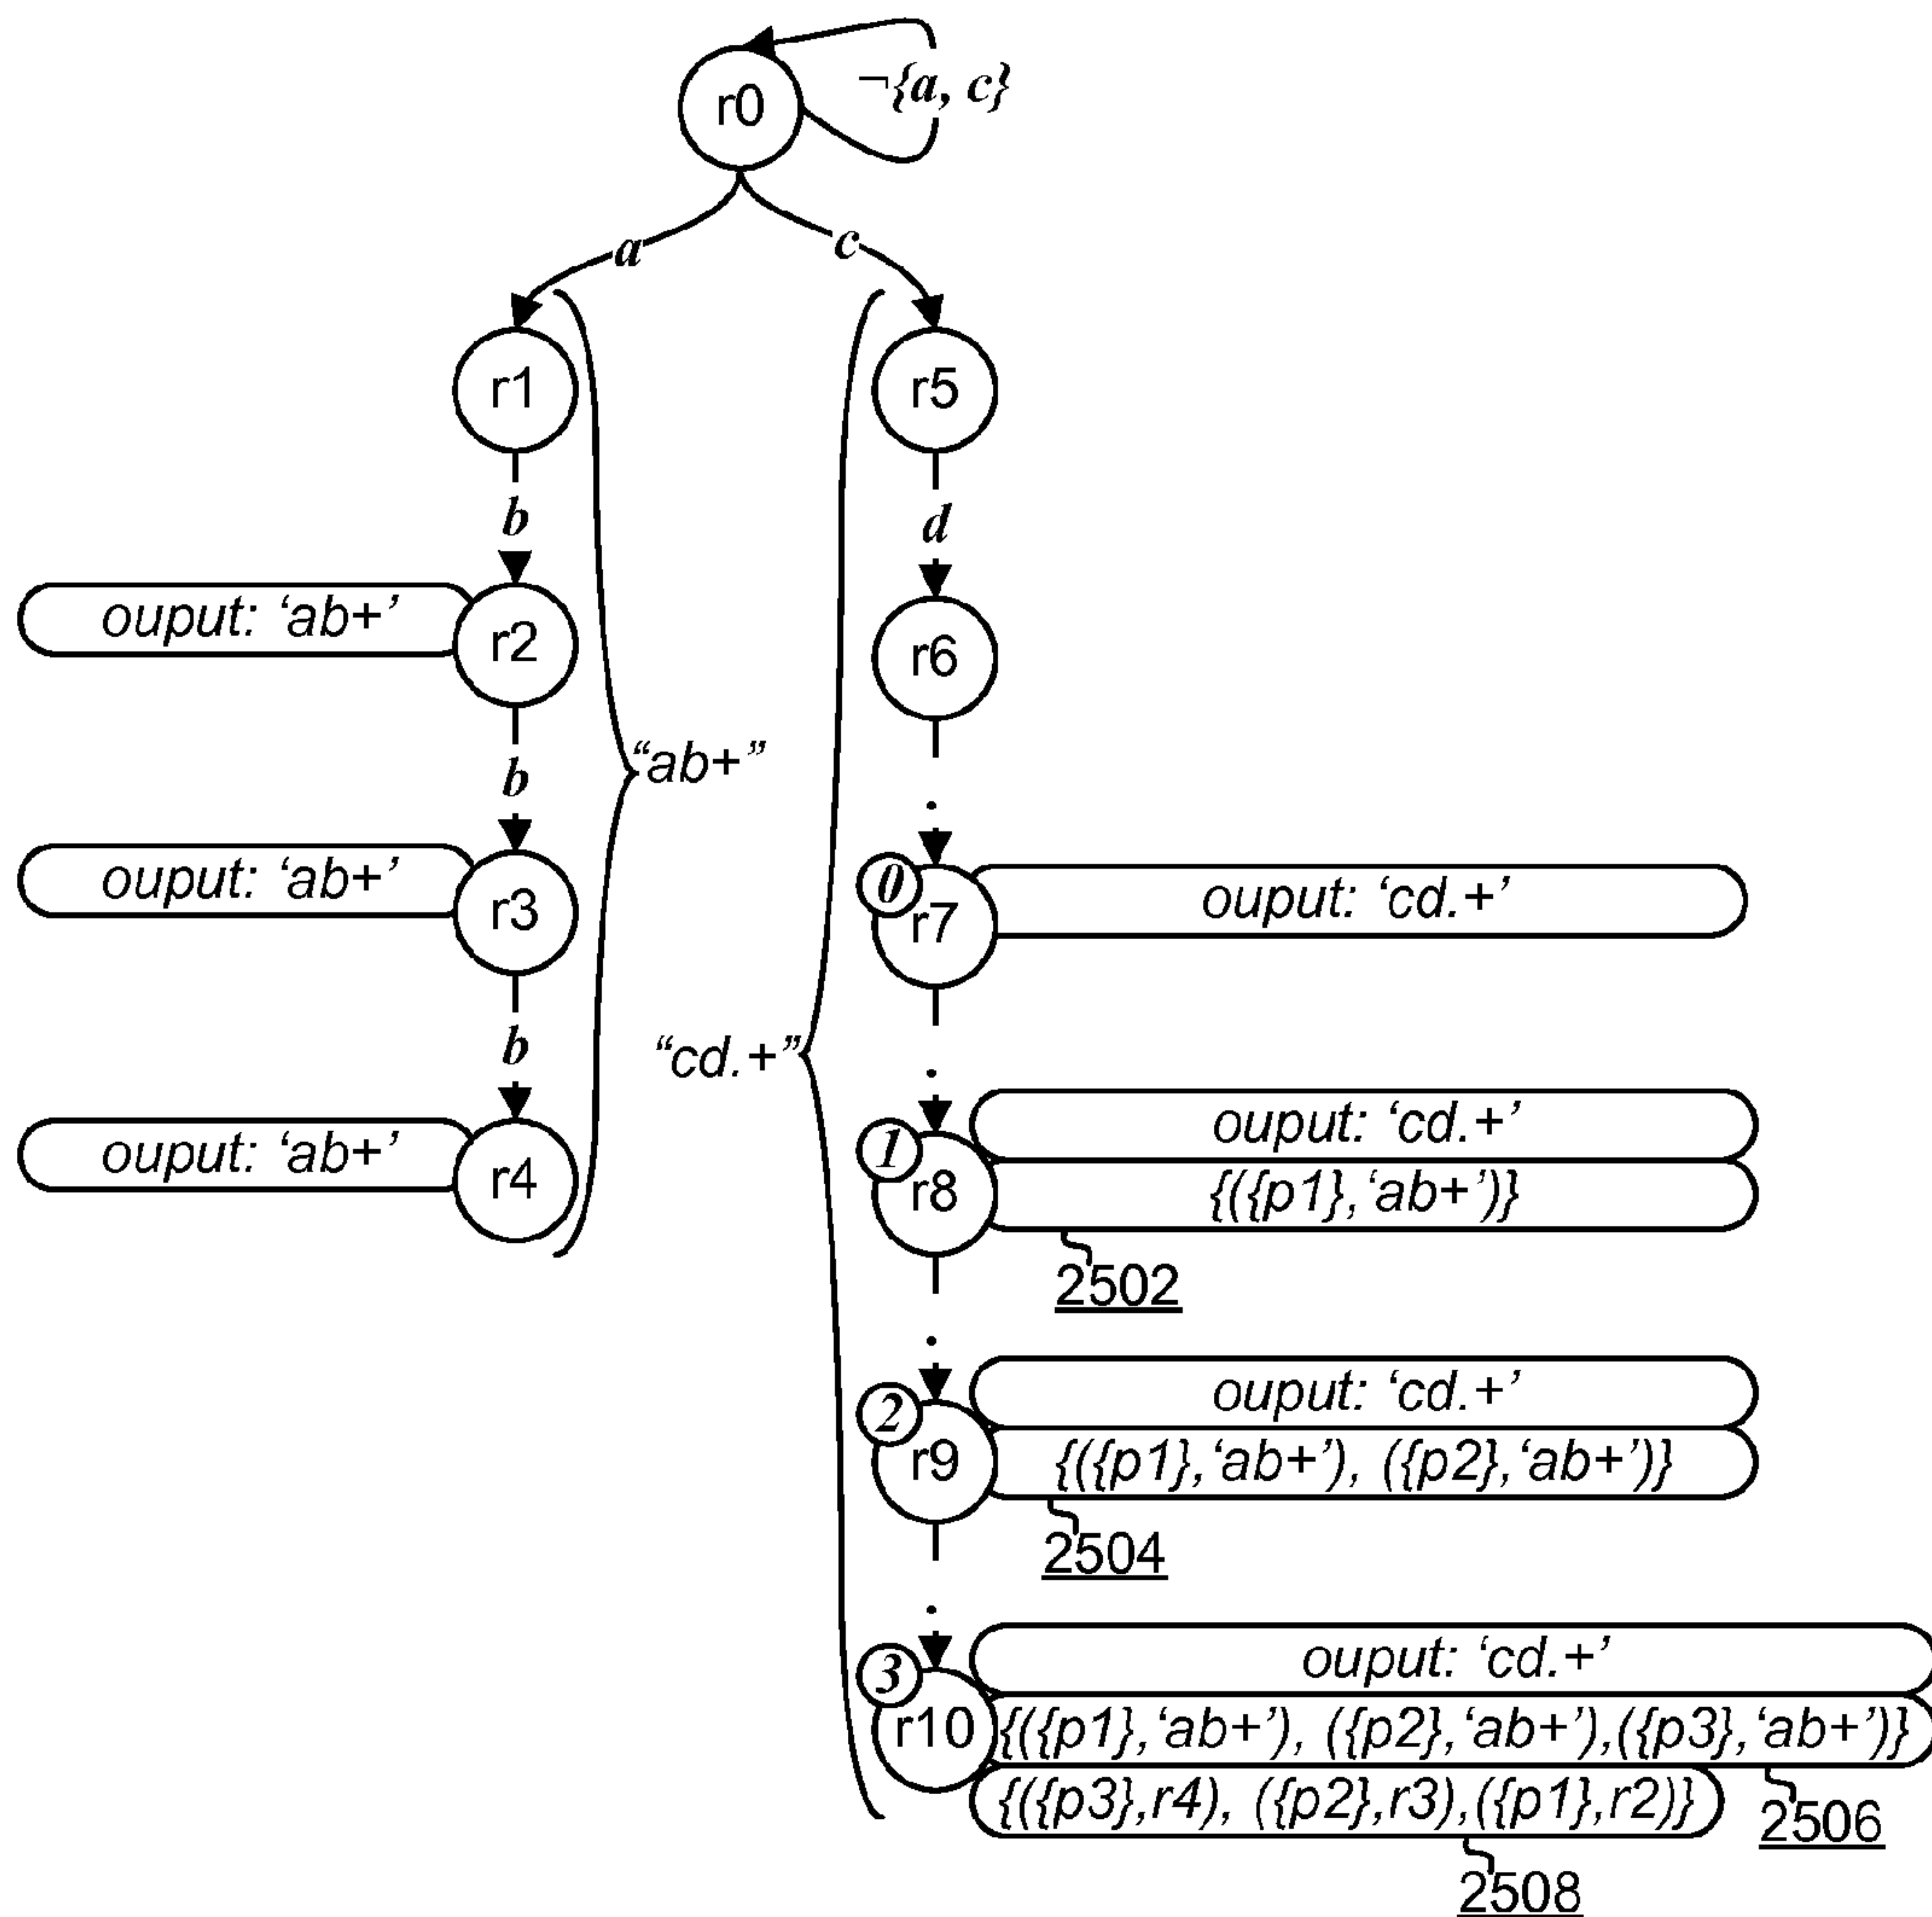 r0
¬{a, c}
a
c
r1
r5
b
d
ouput: ‘ab+’
r2
r6
“ab+”
b
.
ouput: ‘ab+’
r3
0
r7
ouput: ‘cd.+’
b
“cd.+”
.
ouput: ‘ab+’
r4
1
r8
ouput: ‘cd.+’
{({p1},‘ab+’)}
2502
.
2
r9
ouput: ‘cd.+’
{({p1},‘ab+’), ({p2},‘ab+’)}
2504
.
3
r10
ouput: ‘cd.+’
{({p1},‘ab+’), ({p2},‘ab+’),({p3},‘ab+’)}
{({p3},r4), ({p2},r3),({p1},r2)}
2506
2508